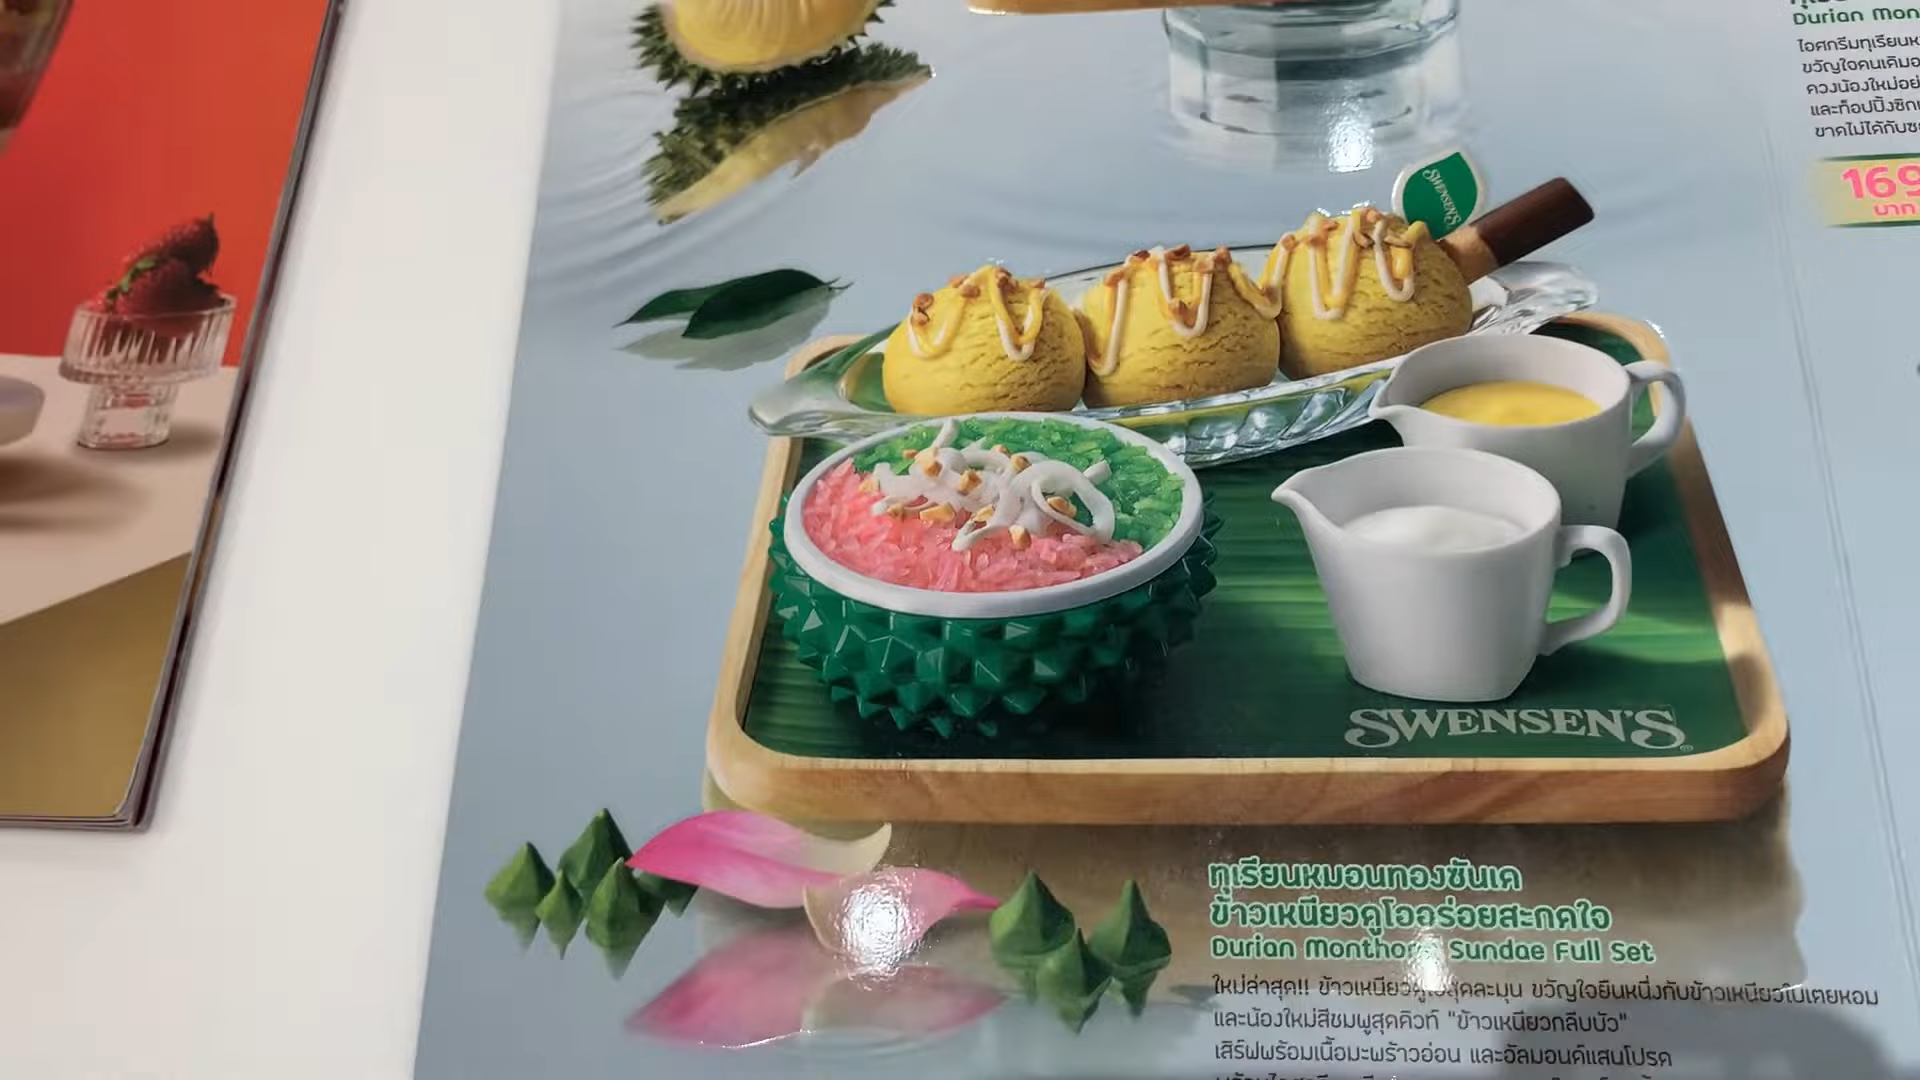 Durian Mon
ไอศกรีมทุเรียนห
ขวัญใจคนเดิมอ
ควงน้องใหม่อย่
และท็อปปิ้งซิก
ขาดไม่ได้กับซ
169
บาท
SWENSEN'S
SWENSEN'S®
ทุเรียนหมอนทองซันเด
ข้าวเหนียวคูโออร่อยสะกดใจ
Durian Monthong Sundae Full Set
ใหม่ล่าสุด!! ข้าวเหนียวคูโอสุดละมุน ขวัญใจยืนหนึ่งกับข้าวเหนียวใบเตยหอม
และน้องใหม่สีชมพูสุดคิวท์ "ข้าวเหนียวกลีบบัว"
เสิร์ฟพร้อมเนื้อมะพร้าวอ่อน และอัลมอนด์แสนโปรด